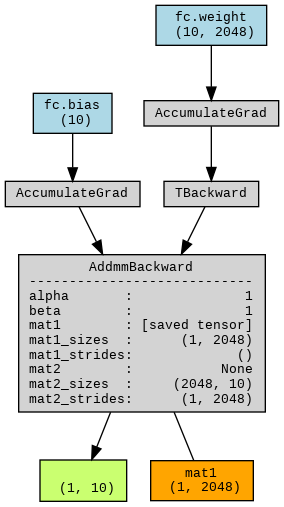 fc.weight
(10, 2048)
fc.bias
(10)
AccumulateGrad
AccumulateGrad
TBackward
AddmmBackward
----------------------------
alpha       :              1
beta        :              1
mat1        : [saved tensor]
mat1_sizes  :      (1, 2048)
mat1_strides:             ()
mat2        :           None
mat2_sizes  :     (2048, 10)
mat2_strides:      (1, 2048)
(1, 10)
mat1
(1, 2048)